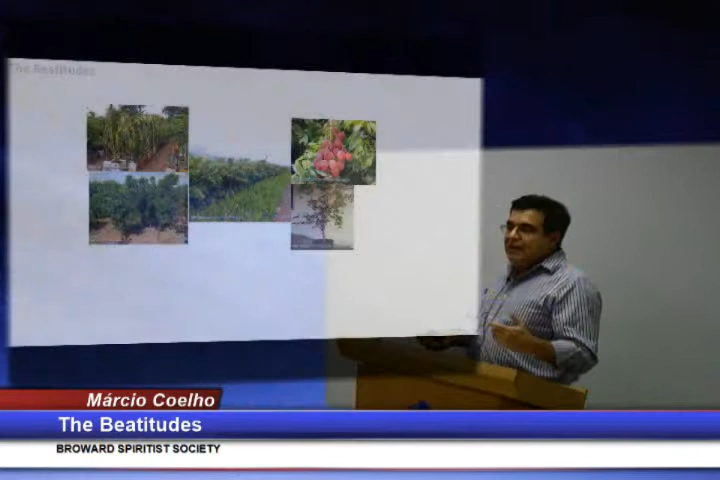 The Beatitudes
Márcio Coelho
The Beatitudes
BROWARD SPIRITIST SOCIETY